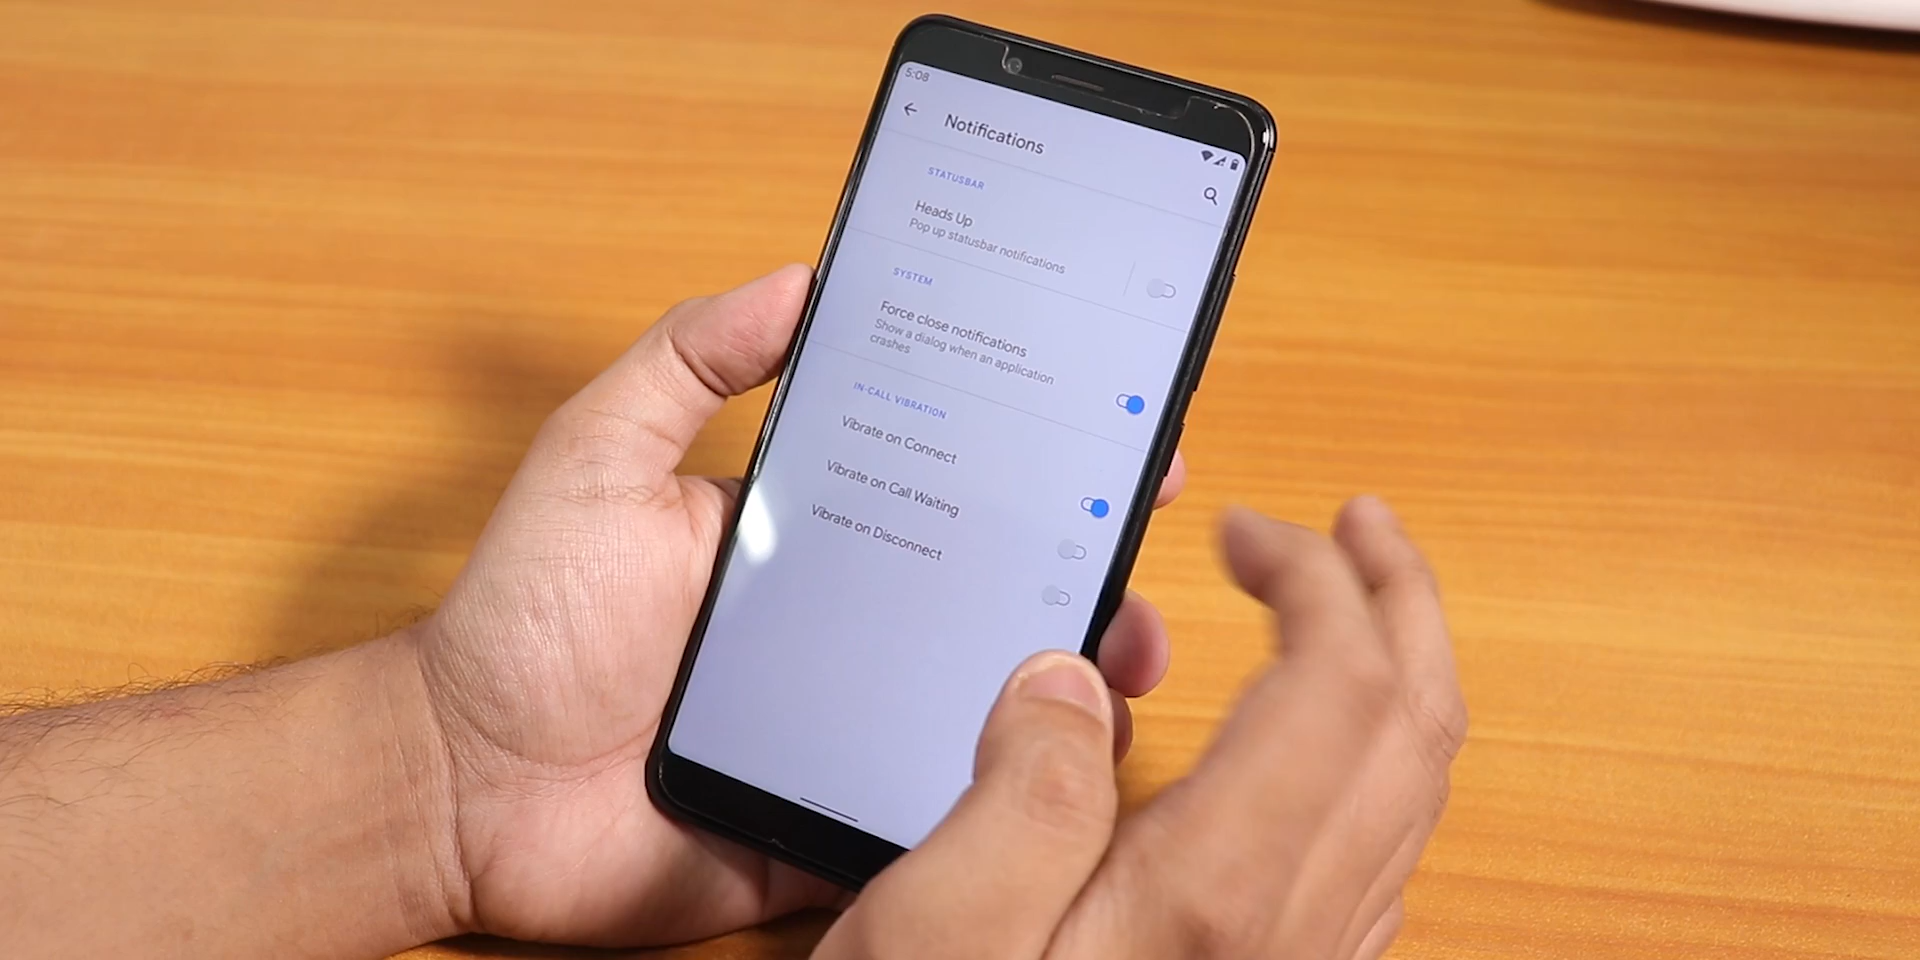 5:08
Notifications
STATUSBAR
Heads Up
Pop up statusbar notifications
SYSTEM
Force close notifications
Show a dialog when an application
crashes
IN-CALL VIBRATION
Vibrate on Connect
Vibrate on Call Waiting
Vibrate on Disconnect